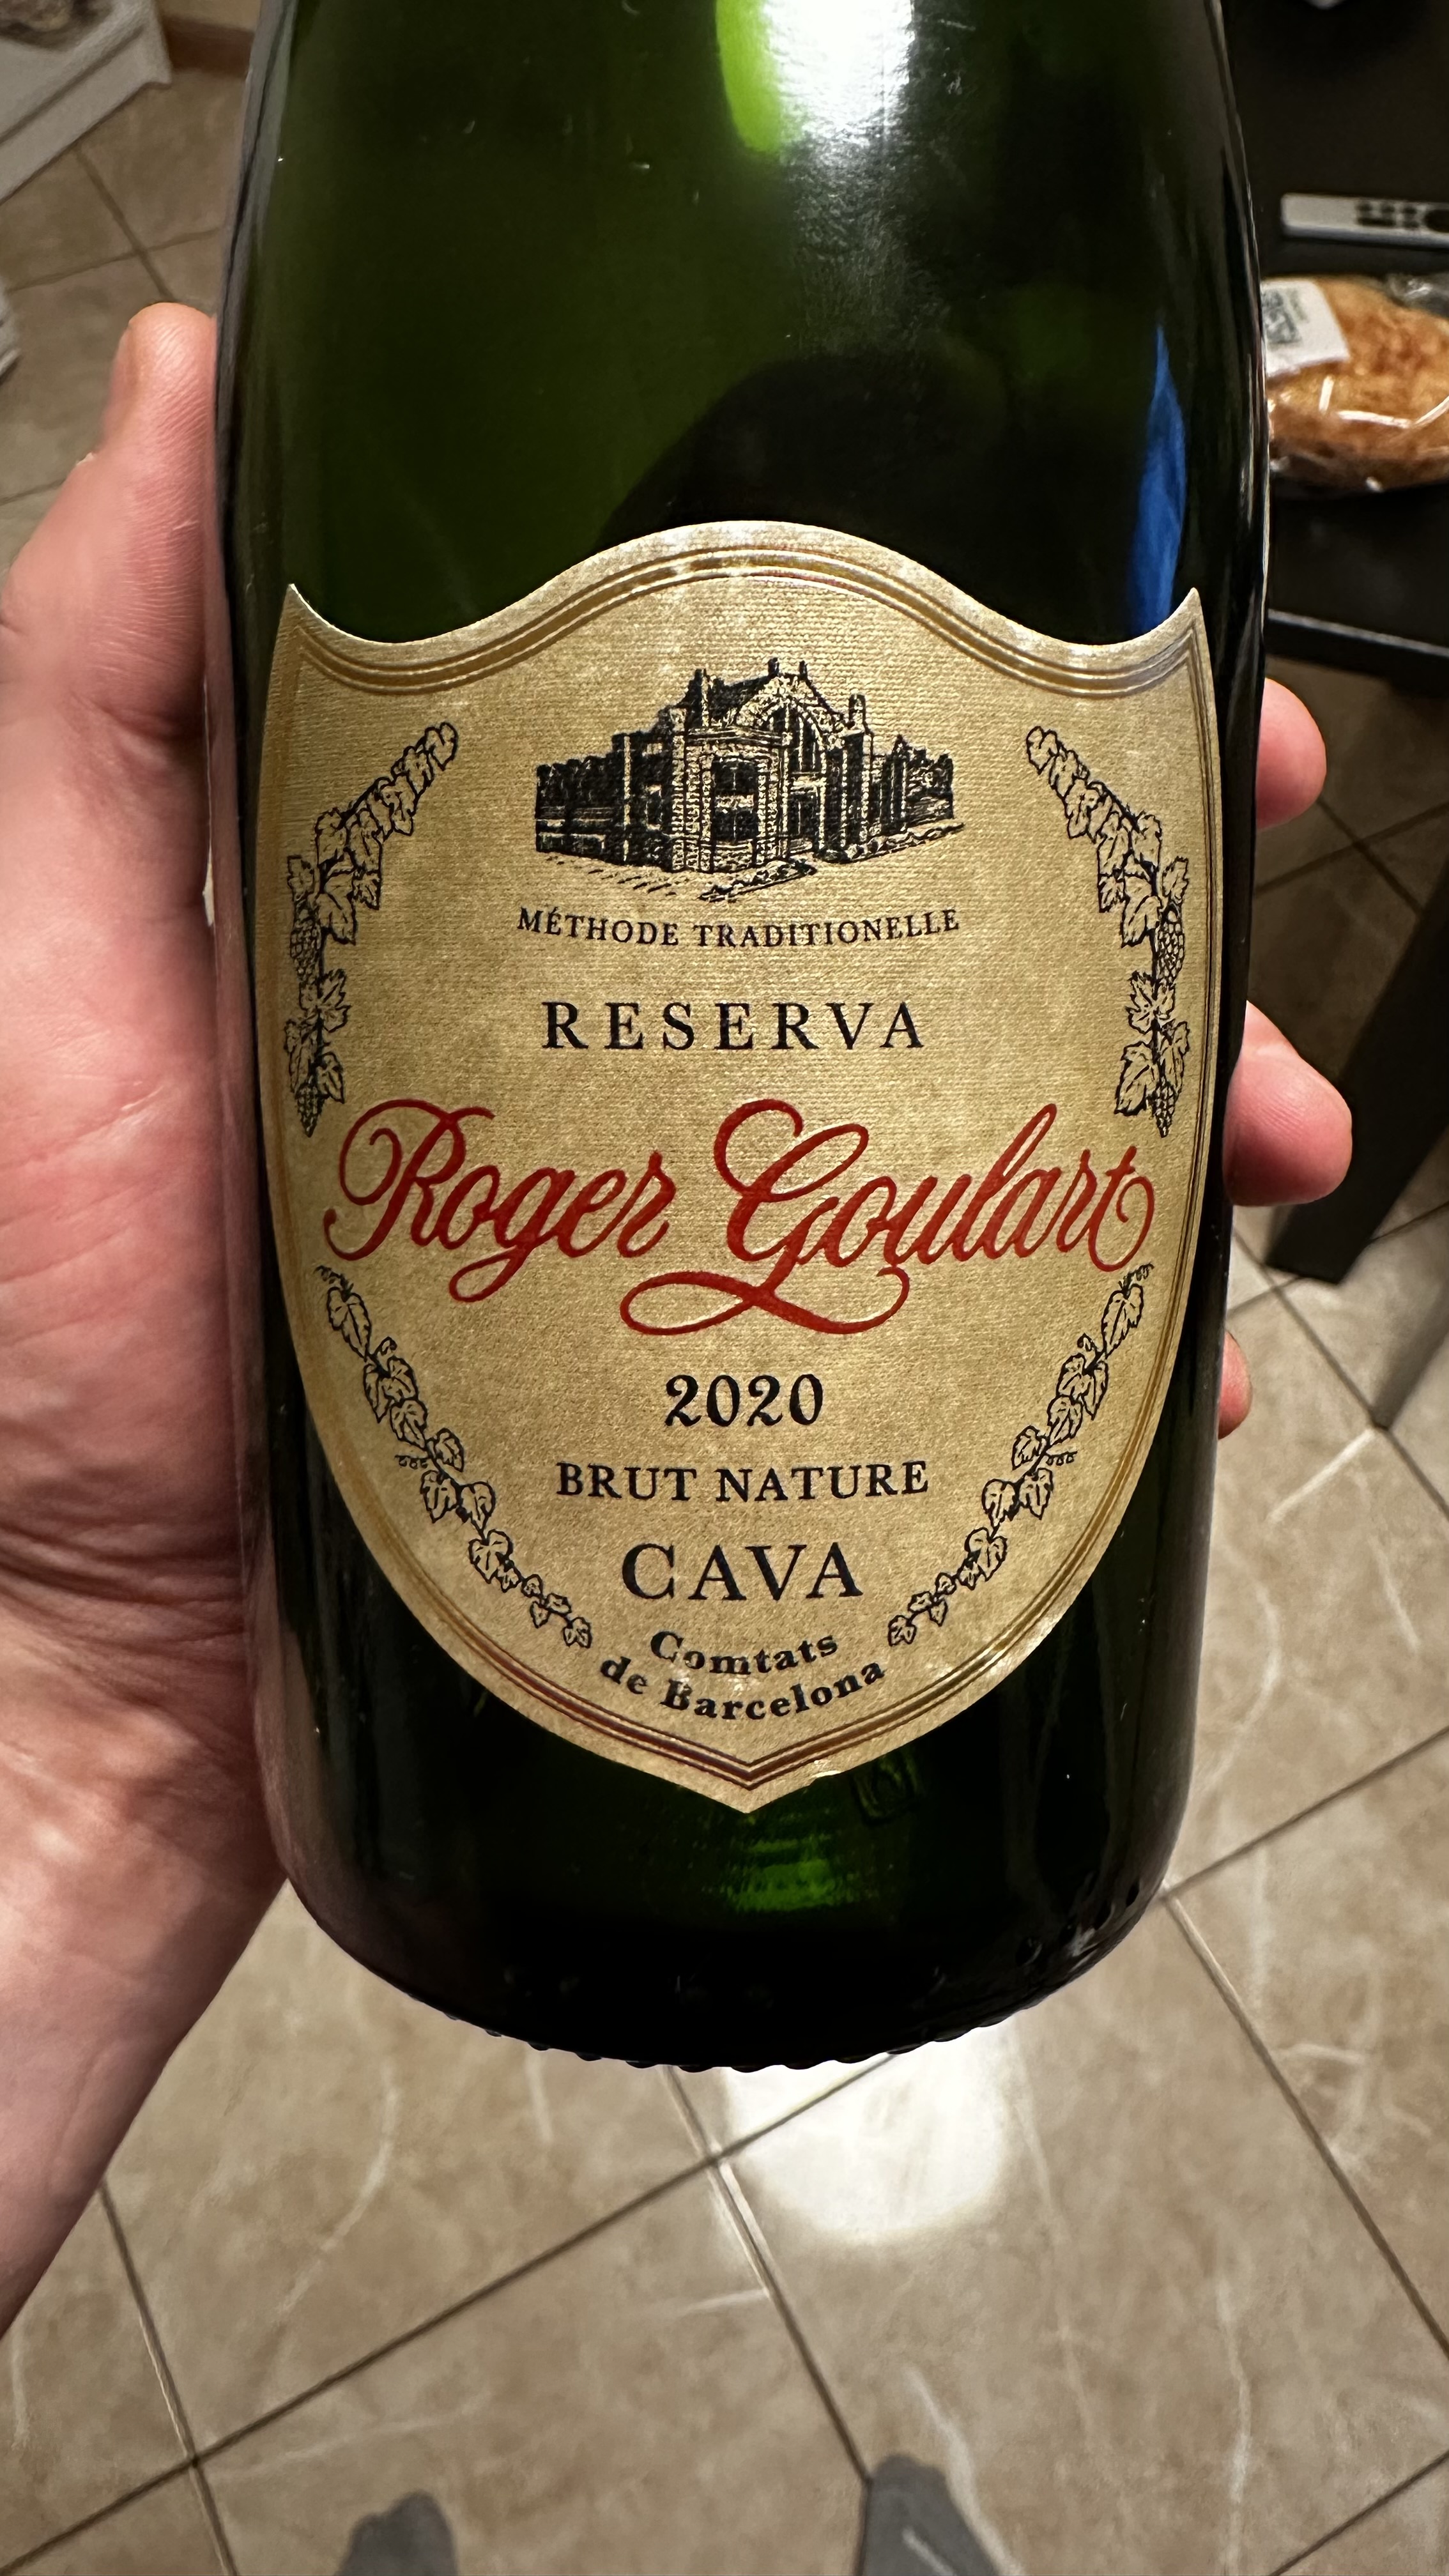 MÉTHODE TRADITIONELLE
RESERVA
Roger Goulart
2020
BRUT NATURE
CAVA
Comtats
de Barcelona